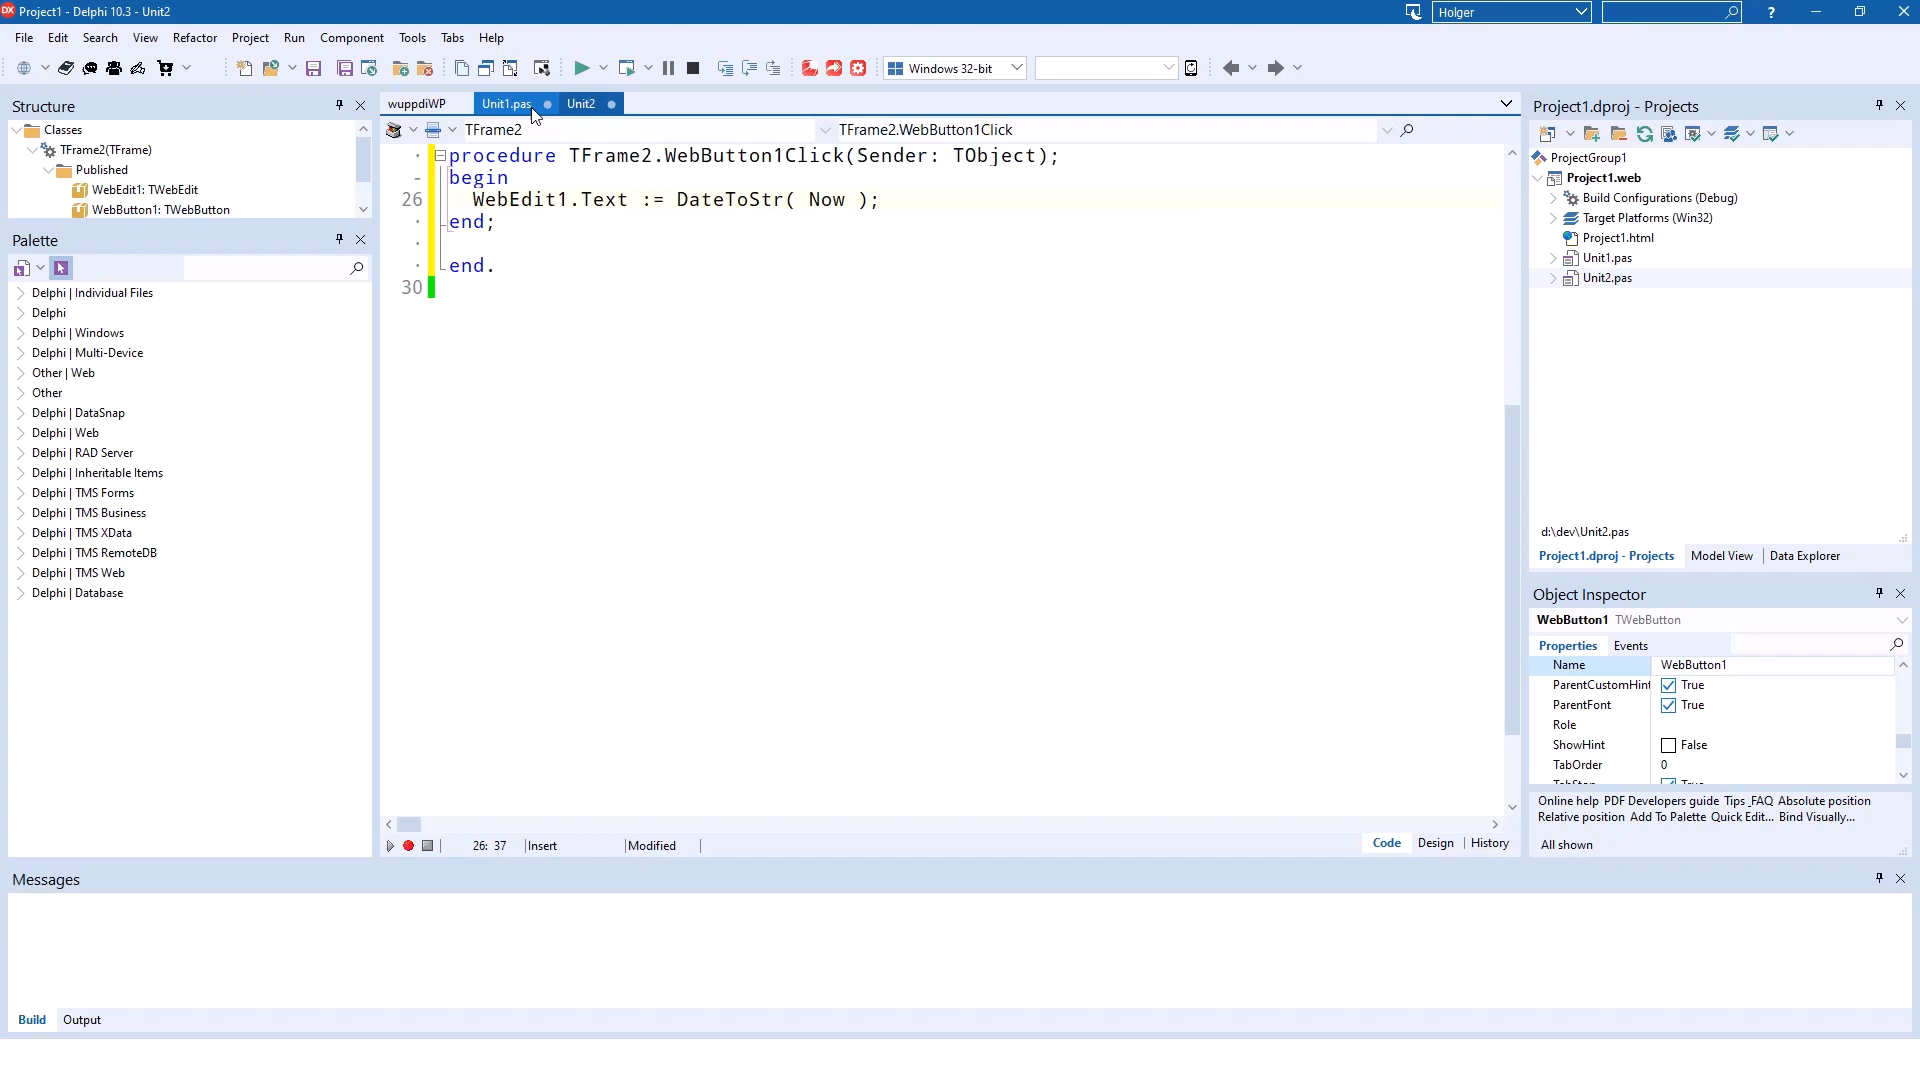 DX Project1 - Delphi 10.3 - Unit2
Holger
?
File Edit Search View Refactor Project Run Component Tools Tabs Help
Windows 32-bit
Structure
Classes
TFrame2(TFrame)
Published
WebEdit1: TWebEdit
WebButton1: TWebButton
Palette
Delphi | Individual Files
Delphi
Delphi | Windows
Delphi | Multi-Device
Other | Web
Other
Delphi | DataSnap
Delphi | Web
Delphi | RAD Server
Delphi | Inheritable Items
Delphi | TMS Forms
Delphi | TMS Business
Delphi | TMS XData
Delphi | TMS RemoteDB
Delphi | TMS Web
Delphi | Database
wuppdiWP Unit1.pas Unit2
TFrame2 TFrame2.WebButton1Click
procedure TFrame2.WebButton1Click(Sender: TObject);
begin
26 WebEdit1.Text := DateToStr( Now );
end;
end.
30
26: 37 Insert Modified
Code Design History
Project1.dproj - Projects
ProjectGroup1
Project1.web
Build Configurations (Debug)
Target Platforms (Win32)
Project1.html
Unit1.pas
Unit2.pas
d:\dev\Unit2.pas
Project1.dproj - Projects Model View Data Explorer
Object Inspector
WebButton1 TWebButton
Properties Events
Name WebButton1
ParentCustomHint True
ParentFont True
Role
ShowHint False
TabOrder 0
TabStop True
Online help PDF Developers guide Tips FAQ Absolute position
Relative position Add To Palette Quick Edit... Bind Visually...
All shown
Messages
Build Output